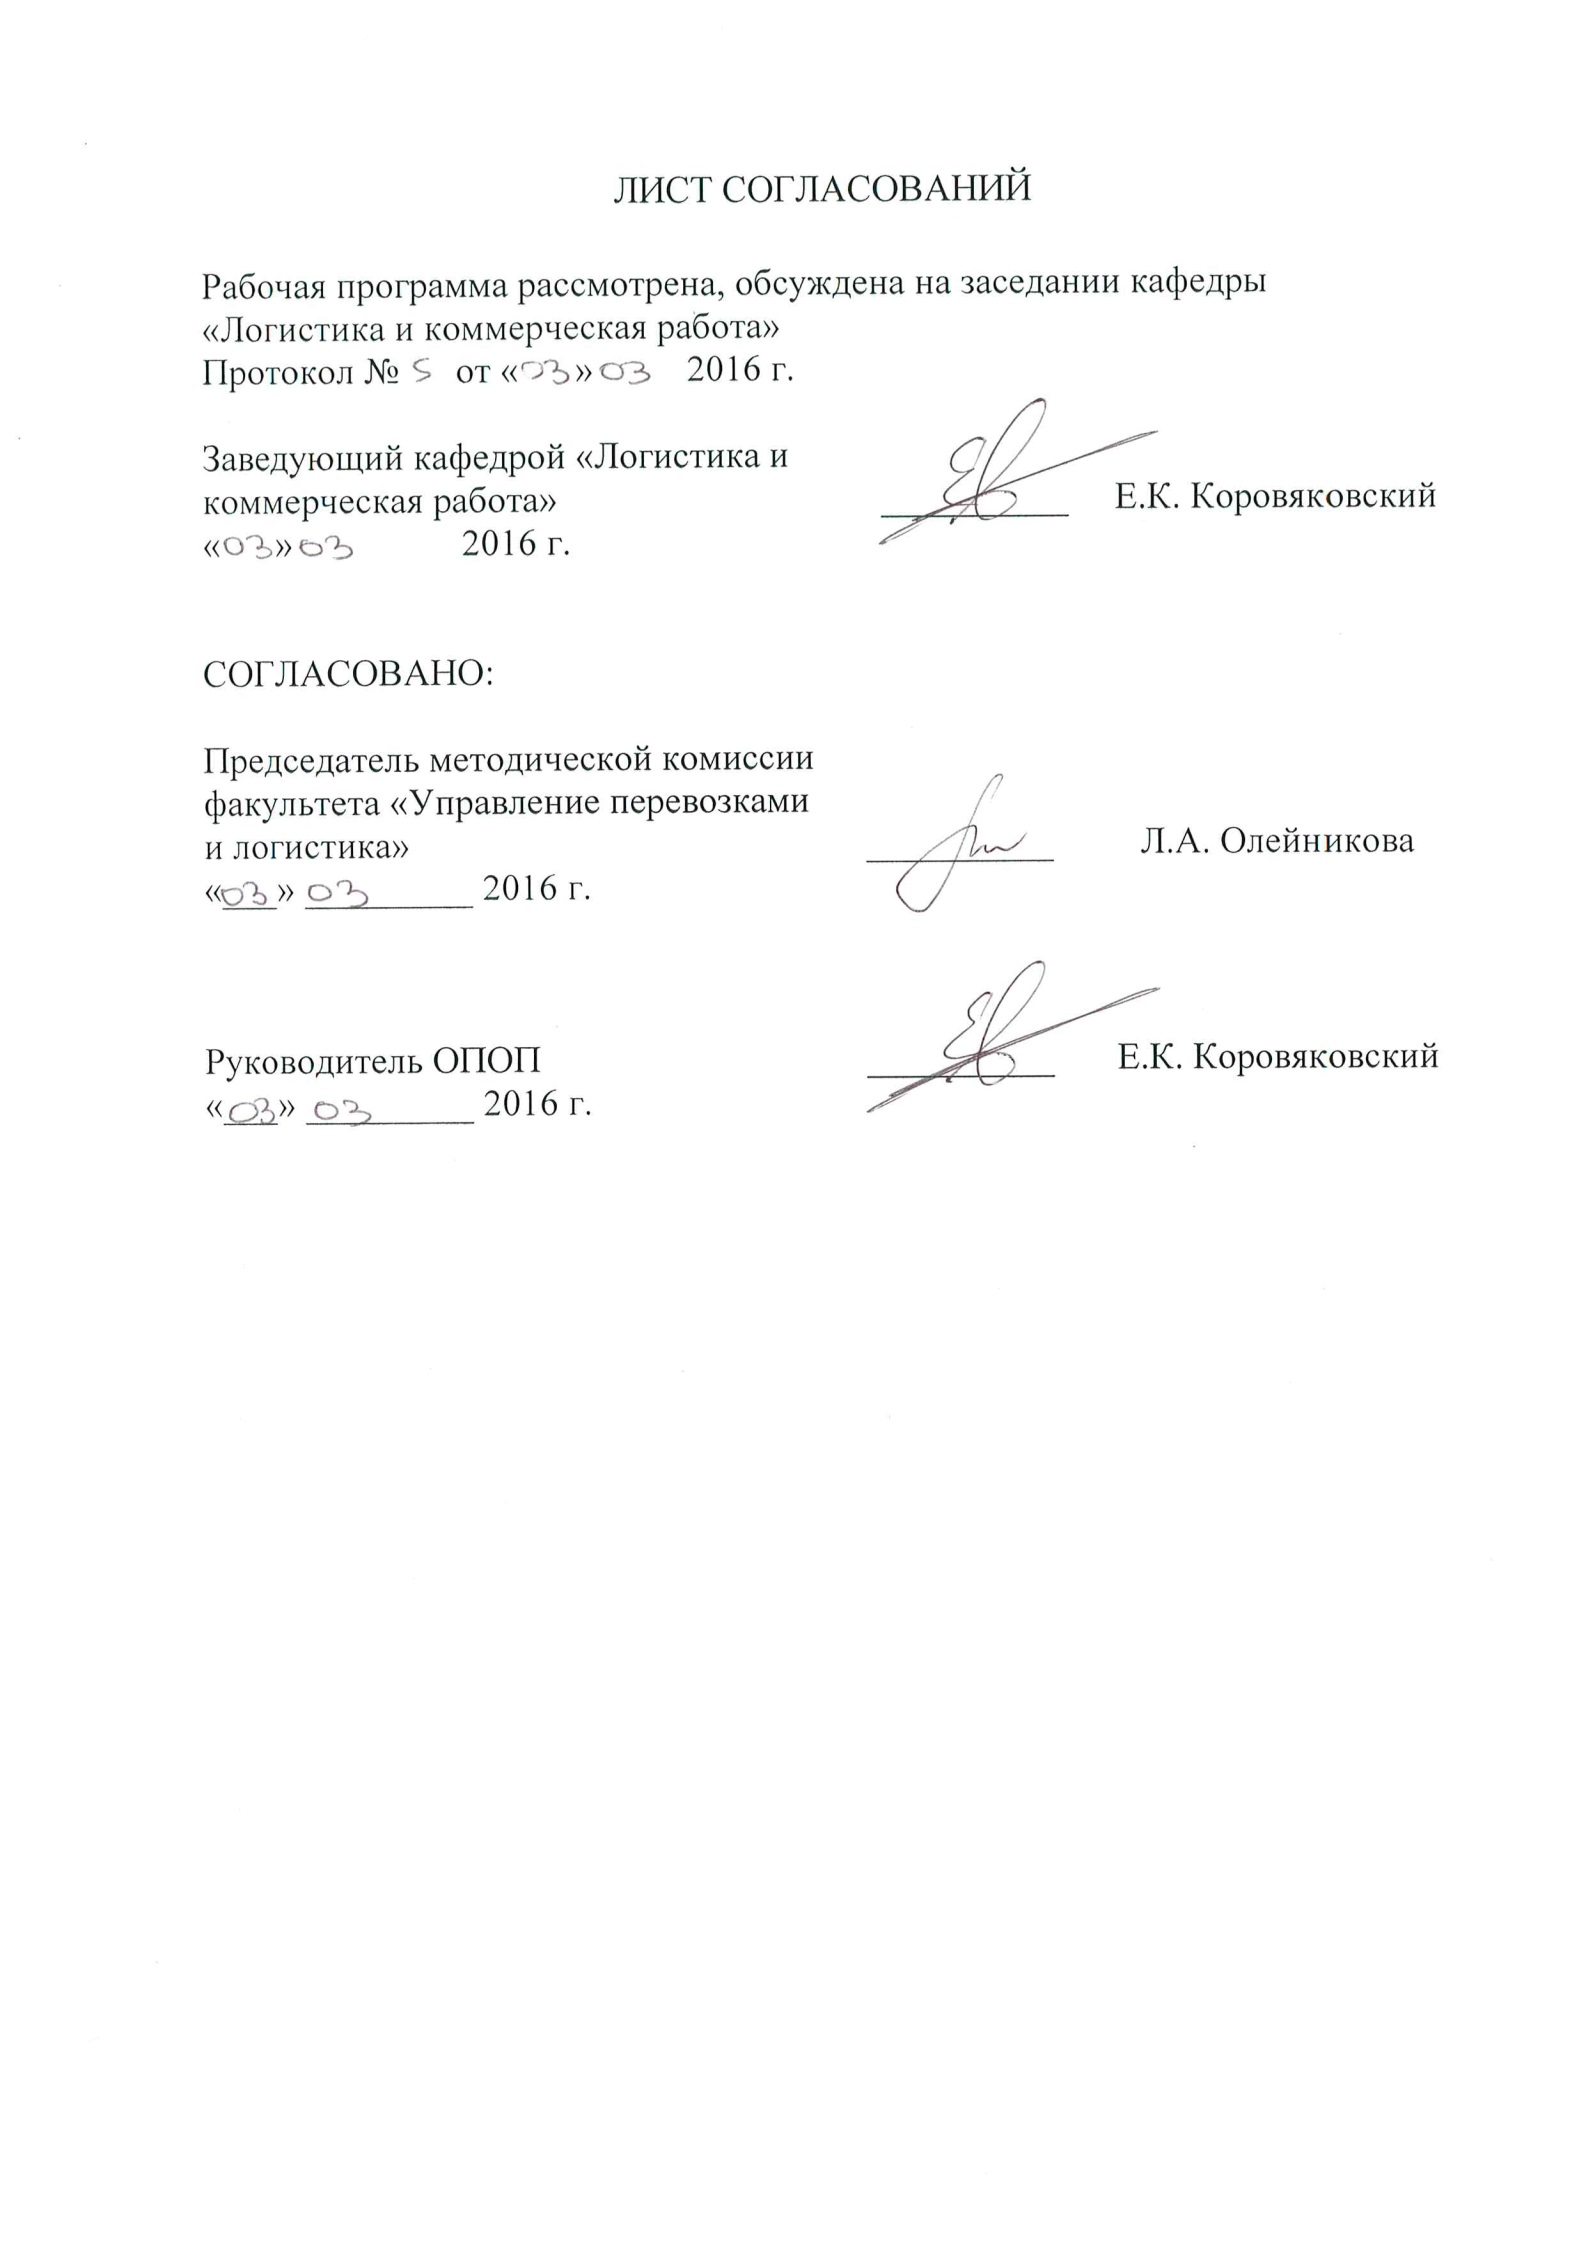 ЛИСТ СОГЛАСОВАНИЙ
Рабочая программа рассмотрена, обсуждена на заседании кафедры
«Логистика и коммерческая работа»
Протокол № 5 от «03» 03 2016 г.
Заведующий кафедрой «Логистика и
коммерческая работа» Е.К. Коровяковский
«03» 03 2016 г.
СОГЛАСОВАНО:
Председатель методической комиссии
факультета «Управление перевозками
и логистика» Л.А. Олейникова
«03» 03 2016 г.
Руководитель ОПОП Е.К. Коровяковский
«03» 03 2016 г.